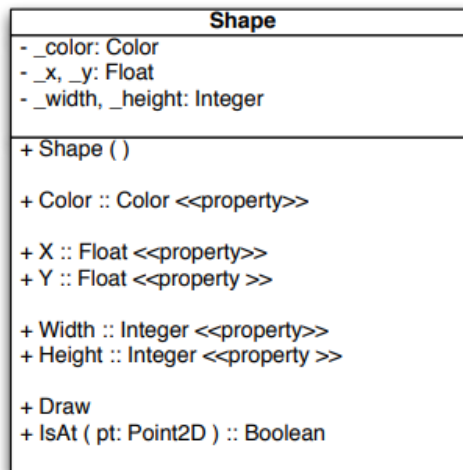 Shape
- _color: Color
- _x, _y: Float
- _width, _height: Integer
+ Shape ( )
+ Color :: Color <<property>>
+ X :: Float <<property>>
+ Y :: Float <<property >>
+ Width :: Integer <<property>>
+ Height :: Integer <<property >>
+ Draw
+ IsAt ( pt: Point2D ) :: Boolean